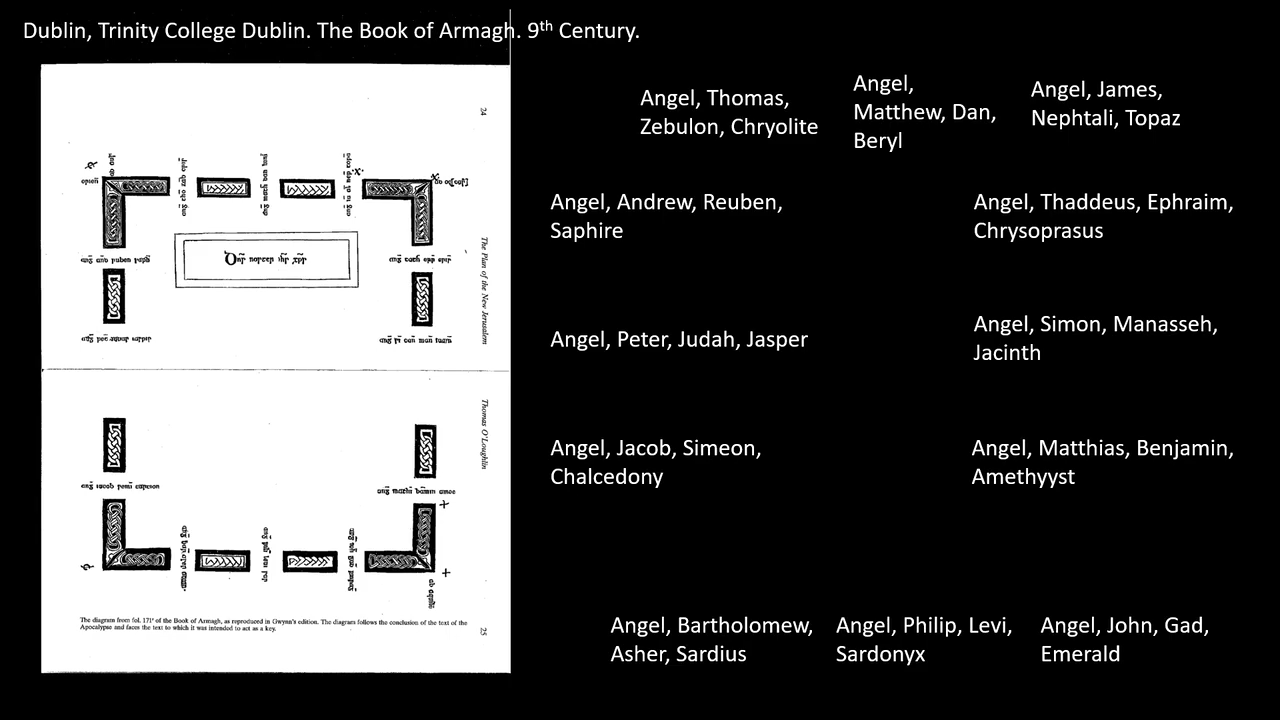 Dublin, Trinity College Dublin. The Book of Armagh. 9th Century.
24
The Plan of the New Jerusalem
Thomas O'Loughlin
The diagram from fol. 171r of the Book of Armagh, as reproduced in Gwynn's edition. The diagram follows the conclusion of the text of the
Apocalypse and faces the text to which it was intended to act as a key.
25
Angel, Thomas,
Zebulon, Chryolite
Angel,
Matthew, Dan,
Beryl
Angel, James,
Nephtali, Topaz
Angel, Andrew, Reuben,
Saphire
Angel, Thaddeus, Ephraim,
Chrysoprasus
Angel, Peter, Judah, Jasper
Angel, Simon, Manasseh,
Jacinth
Angel, Jacob, Simeon,
Chalcedony
Angel, Matthias, Benjamin,
Amethyyst
Angel, Bartholomew,
Asher, Sardius
Angel, Philip, Levi,
Sardonyx
Angel, John, Gad,
Emerald